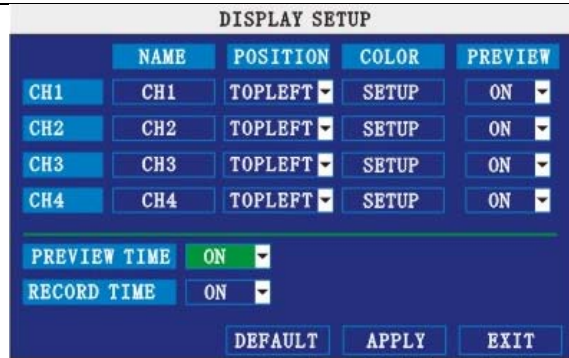 DISPLAY SETUP
NAME POSITION COLOR PREVIEW
CH1 CH1 TOPLEFT SETUP ON
CH2 CH2 TOPLEFT SETUP ON
CH3 CH3 TOPLEFT SETUP ON
CH4 CH4 TOPLEFT SETUP ON
PREVIEW TIME ON
RECORD TIME ON
DEFAULT APPLY EXIT